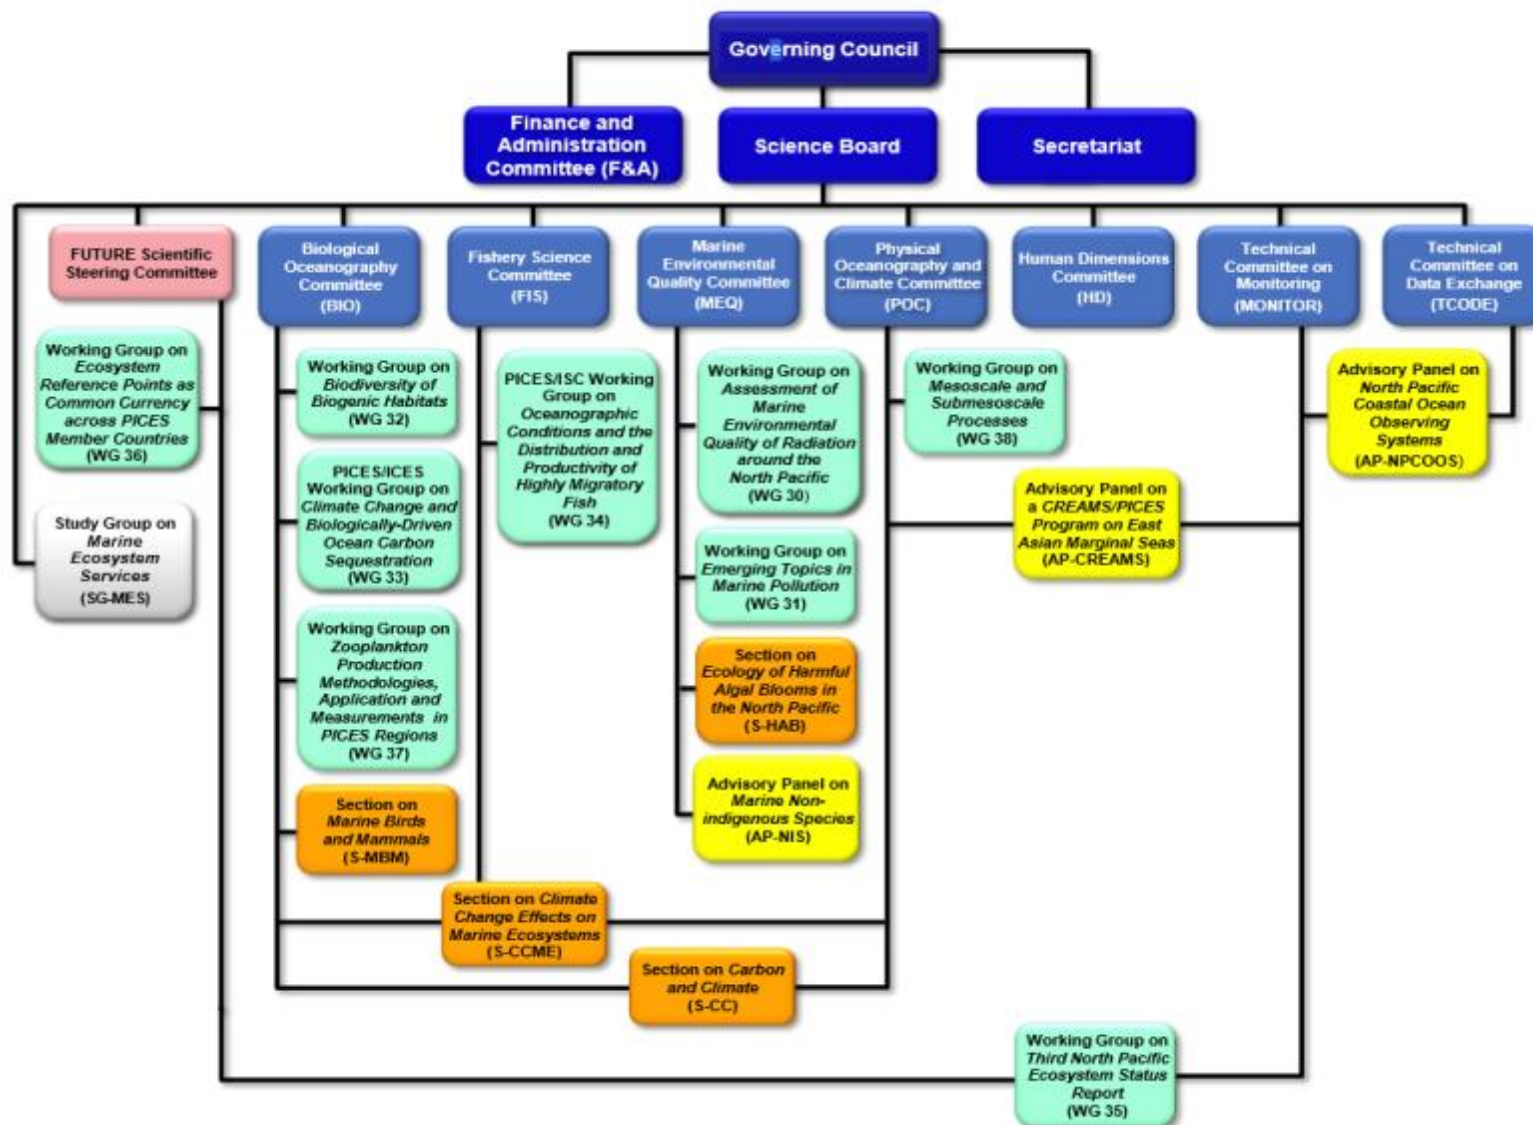 Governing Council
Finance and
Administration
Committee (F&A)
Science Board
Secretariat
FUTURE Scientific
Steering Committee
Biological
Oceanography
Committee
(BIO)
Fishery Science
Committee
(FIS)
Marine
Environmental
Quality Committee
(MEQ)
Physical
Oceanography and
Climate Committee
(POC)
Human Dimensions
Committee
(HD)
Technical
Committee on
Monitoring
(MONITOR)
Technical
Committee on
Data Exchange
(TCODE)
Working Group on
Ecosystem
Reference Points as
Common Currency
across PICES
Member Countries
(WG 36)
Study Group on
Marine
Ecosystem
Services
(SG-MES)
Working Group on
Biodiversity of
Biogenic Habitats
(WG 32)
PICES/ICES
Working Group on
Climate Change and
Biologically-Driven
Ocean Carbon
Sequestration
(WG 33)
Working Group on
Zooplankton
Production
Methodologies,
Application and
Measurements in
PICES Regions
(WG 37)
Section on
Marine Birds
and Mammals
(S-MBM)
PICES/ISC Working
Group on
Oceanographic
Conditions and the
Distribution and
Productivity of
Highly Migratory
Fish
(WG 34)
Working Group on
Assessment of
Marine
Environmental
Quality of Radiation
around the
North Pacific
(WG 30)
Working Group on
Emerging Topics in
Marine Pollution
(WG 31)
Section on
Ecology of Harmful
Algal Blooms in
the North Pacific
(S-HAB)
Advisory Panel on
Marine Non-
indigenous Species
(AP-NIS)
Working Group on
Mesoscale and
Submesoscale
Processes
(WG 38)
Advisory Panel on
a CREAMS/PICES
Program on East
Asian Marginal Seas
(AP-CREAMS)
Advisory Panel on
North Pacific
Coastal Ocean
Observing
Systems
(AP-NPCOOS)
Section on Climate
Change Effects on
Marine Ecosystems
(S-CCME)
Section on Carbon
and Climate
(S-CC)
Working Group on
Third North Pacific
Ecosystem Status
Report
(WG 35)